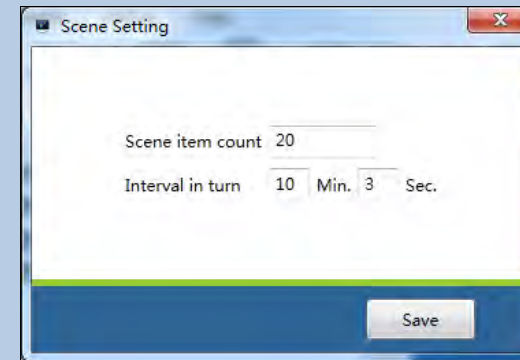 Scene Setting
Scene item count 20
Interval in turn 10 Min. 3 Sec.
Save